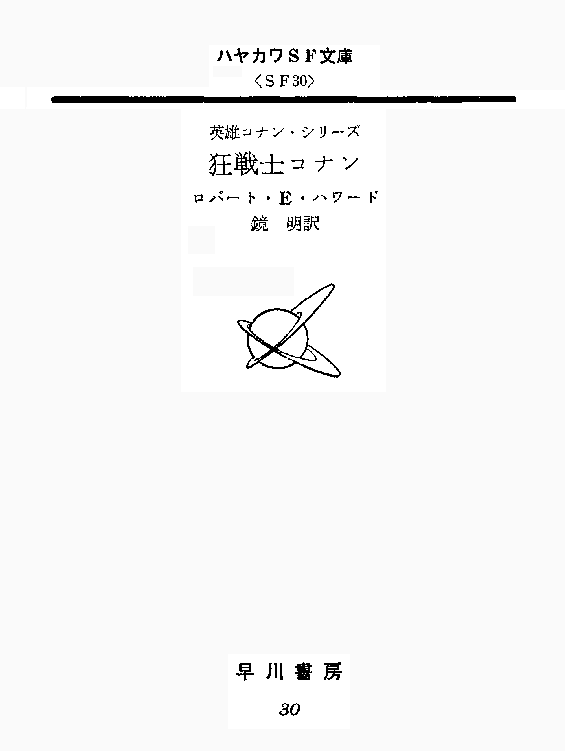 ハヤカワSF文庫
〈SF30〉
英雄コナン・シリーズ
狂戦士コナン
ロバート・E・ハワード
鏡 明訳
早川書房
30